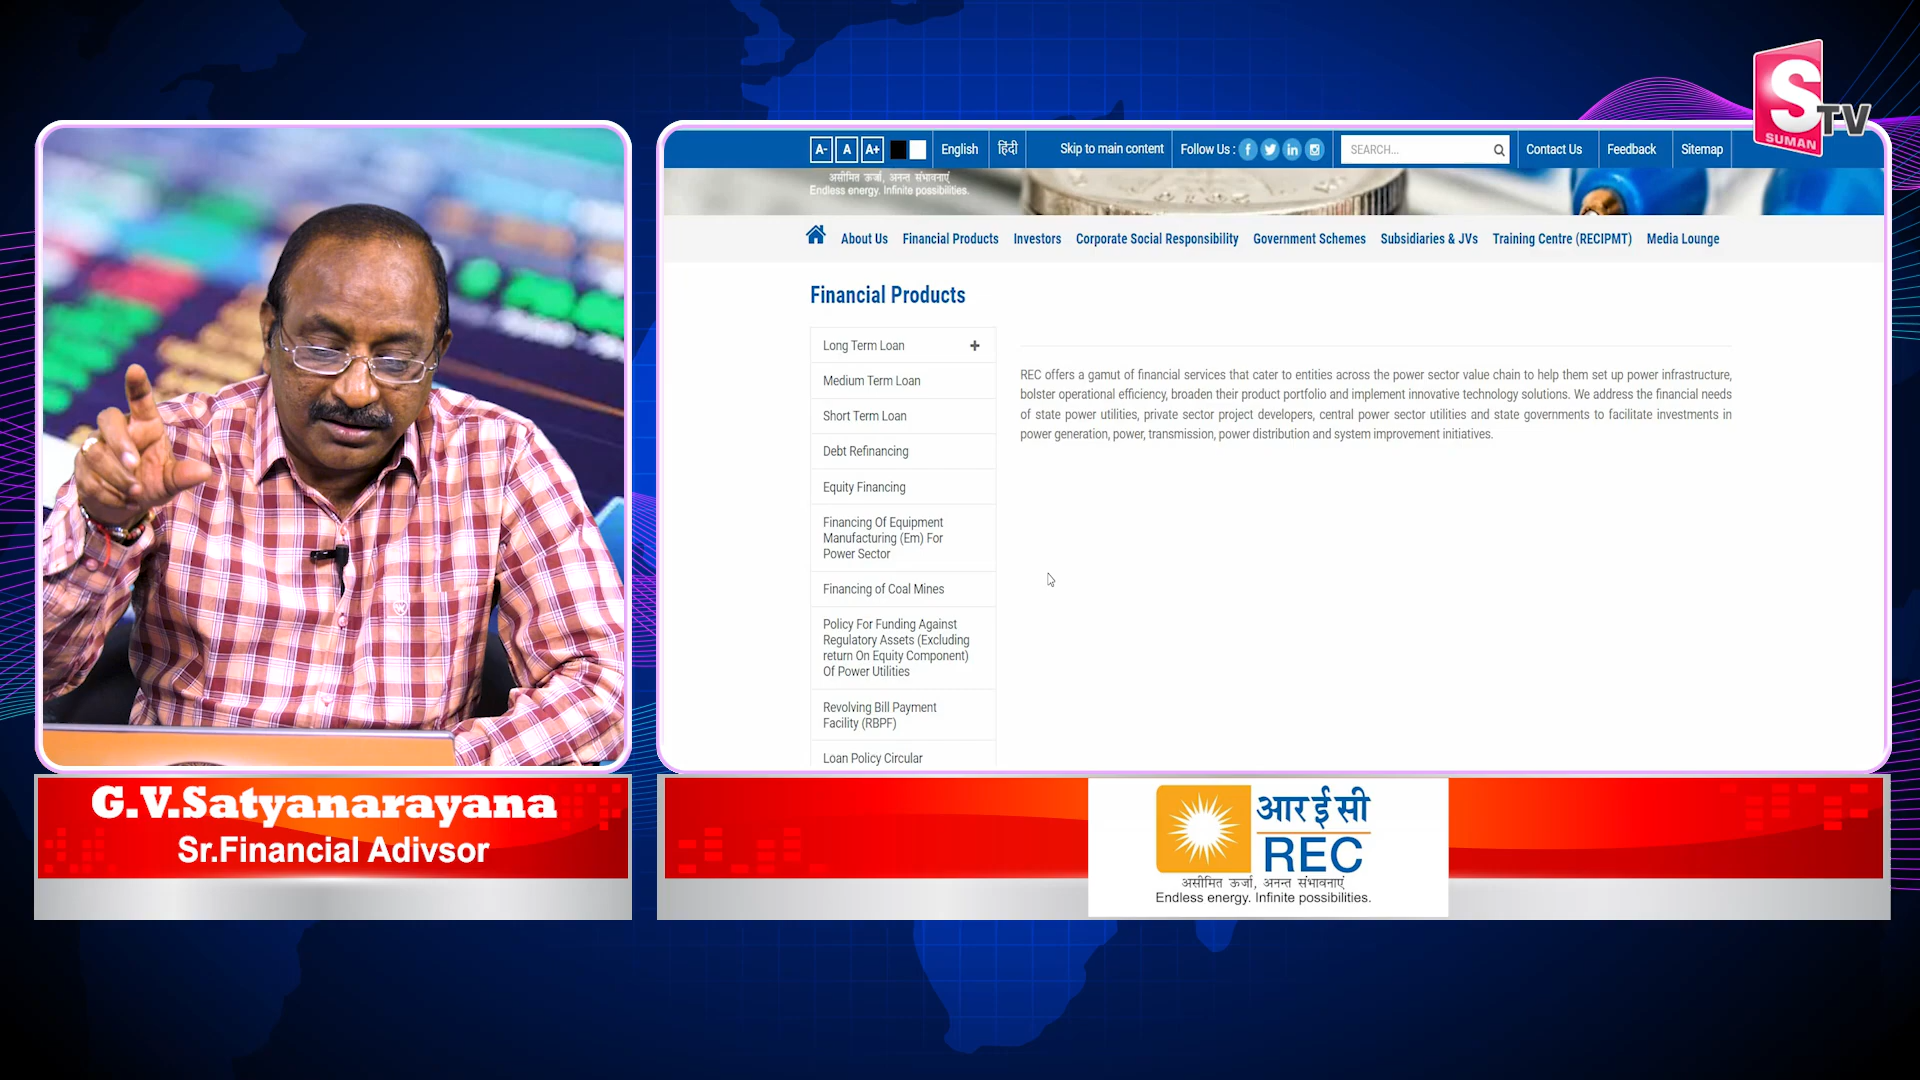 S
TV
SUMAN
A- A A+ English हिंदी Skip to main content Follow Us : SEARCH... Contact Us Feedback Sitemap
असीमित ऊर्जा, अनन्त संभावनाएं
Endless energy. Infinite possibilities.
About Us Financial Products Investors Corporate Social Responsibility Government Schemes Subsidiaries & JVs Training Centre (RECIPMT) Media Lounge
Financial Products
Long Term Loan +
Medium Term Loan
Short Term Loan
Debt Refinancing
Equity Financing
Financing Of Equipment
Manufacturing (Em) For
Power Sector
Financing of Coal Mines
Policy For Funding Against
Regulatory Assets (Excluding
return On Equity Component)
Of Power Utilities
Revolving Bill Payment
Facility (RBPF)
Loan Policy Circular
REC offers a gamut of financial services that cater to entities across the power sector value chain to help them set up power infrastructure,
bolster operational efficiency, broaden their product portfolio and implement innovative technology solutions. We address the financial needs
of state power utilities, private sector project developers, central power sector utilities and state governments to facilitate investments in
power generation, power, transmission, power distribution and system improvement initiatives.
G.V.Satyanarayana
Sr.Financial Adivsor
आर ई सी
REC
असीमित ऊर्जा, अनन्त संभावनाएं
Endless energy. Infinite possibilities.